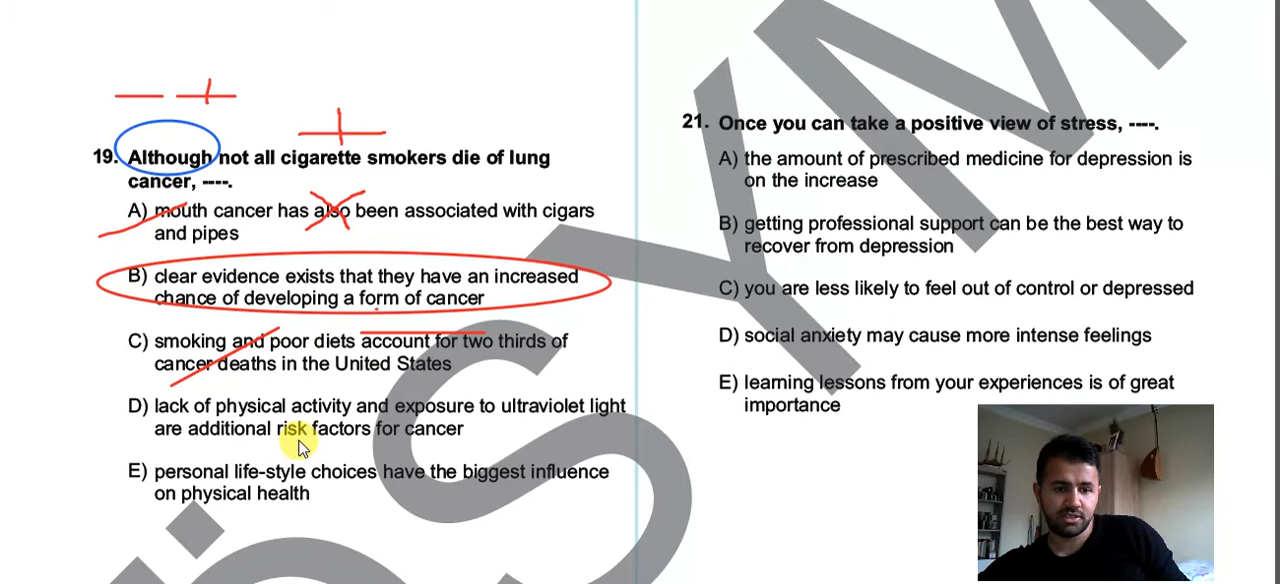 19. Although not all cigarette smokers die of lung
cancer, ----.
A) mouth cancer has also been associated with cigars
and pipes
B) clear evidence exists that they have an increased
chance of developing a form of cancer
C) smoking and poor diets account for two thirds of
cancer deaths in the United States
D) lack of physical activity and exposure to ultraviolet light
are additional risk factors for cancer
E) personal life-style choices have the biggest influence
on physical health
21. Once you can take a positive view of stress, ----.
A) the amount of prescribed medicine for depression is
on the increase
B) getting professional support can be the best way to
recover from depression
C) you are less likely to feel out of control or depressed
D) social anxiety may cause more intense feelings
E) learning lessons from your experiences is of great
importance